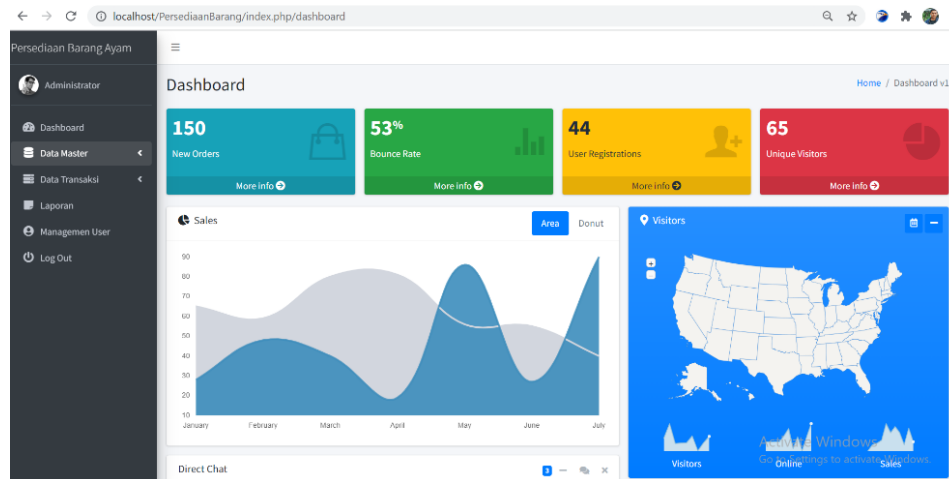 localhost/PersediaanBarang/index.php/dashboard
Persediaan Barang Ayam
Administrator
Dashboard
Data Master
Data Transaksi
Laporan
Managemen User
Log Out
Dashboard
Home / Dashboard v1
150
New Orders
More info
53%
Bounce Rate
More info
44
User Registrations
More info
65
Unique Visitors
More info
Sales
Area
Donut
90
80
70
60
50
40
30
20
10
January
February
March
April
May
June
July
Visitors
+
-
Visitors
Online
Sales
Activate Windows
Go to Settings to activate Windows.
Direct Chat
3